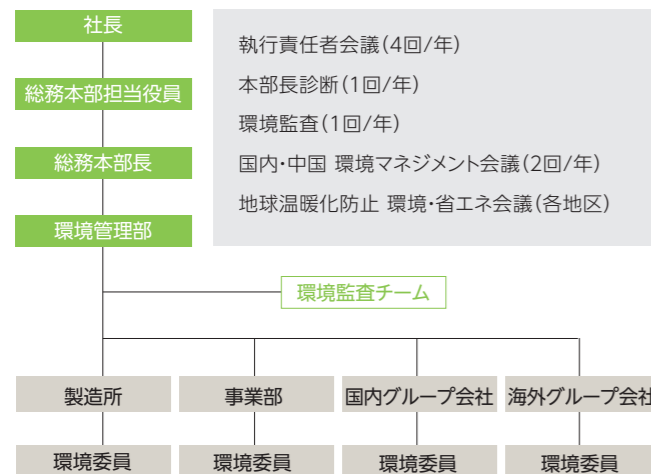 社長
総務本部担当役員
総務本部長
環境管理部
執行責任者会議(4回/年)
本部長診断(1回/年)
環境監査(1回/年)
国内・中国 環境マネジメント会議(2回/年)
地球温暖化防止 環境・省エネ会議(各地区)
環境監査チーム
製造所 事業部 国内グループ会社 海外グループ会社
環境委員 環境委員 環境委員 環境委員